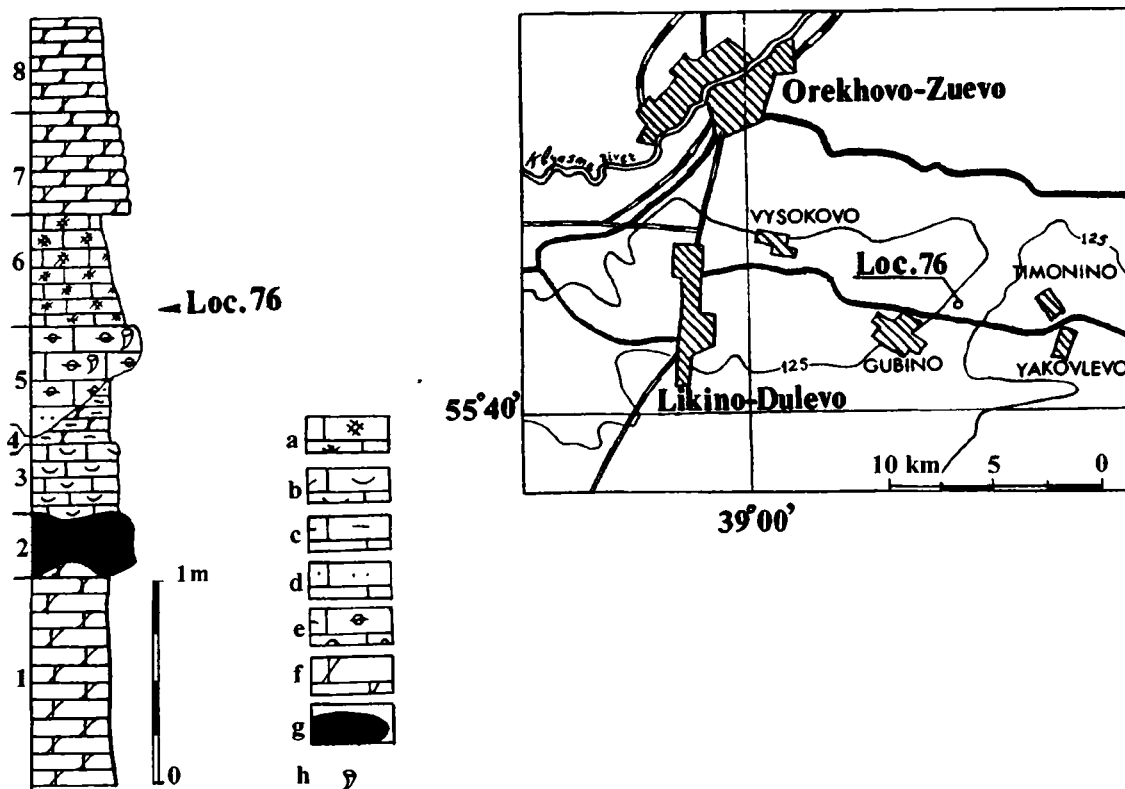 8
7
6
5
4
3
2
1
Loc.76
1m
0
a
b
c
d
e
f
g
h
Orekhovo-Zuevo
Klyasma River
VYSOKOVO
125
Loc.76
TIMONINO
125
GUBINO
YAKOVLEVO
Likino-Dulevo
55°40'
10 km 5 0
39°00'